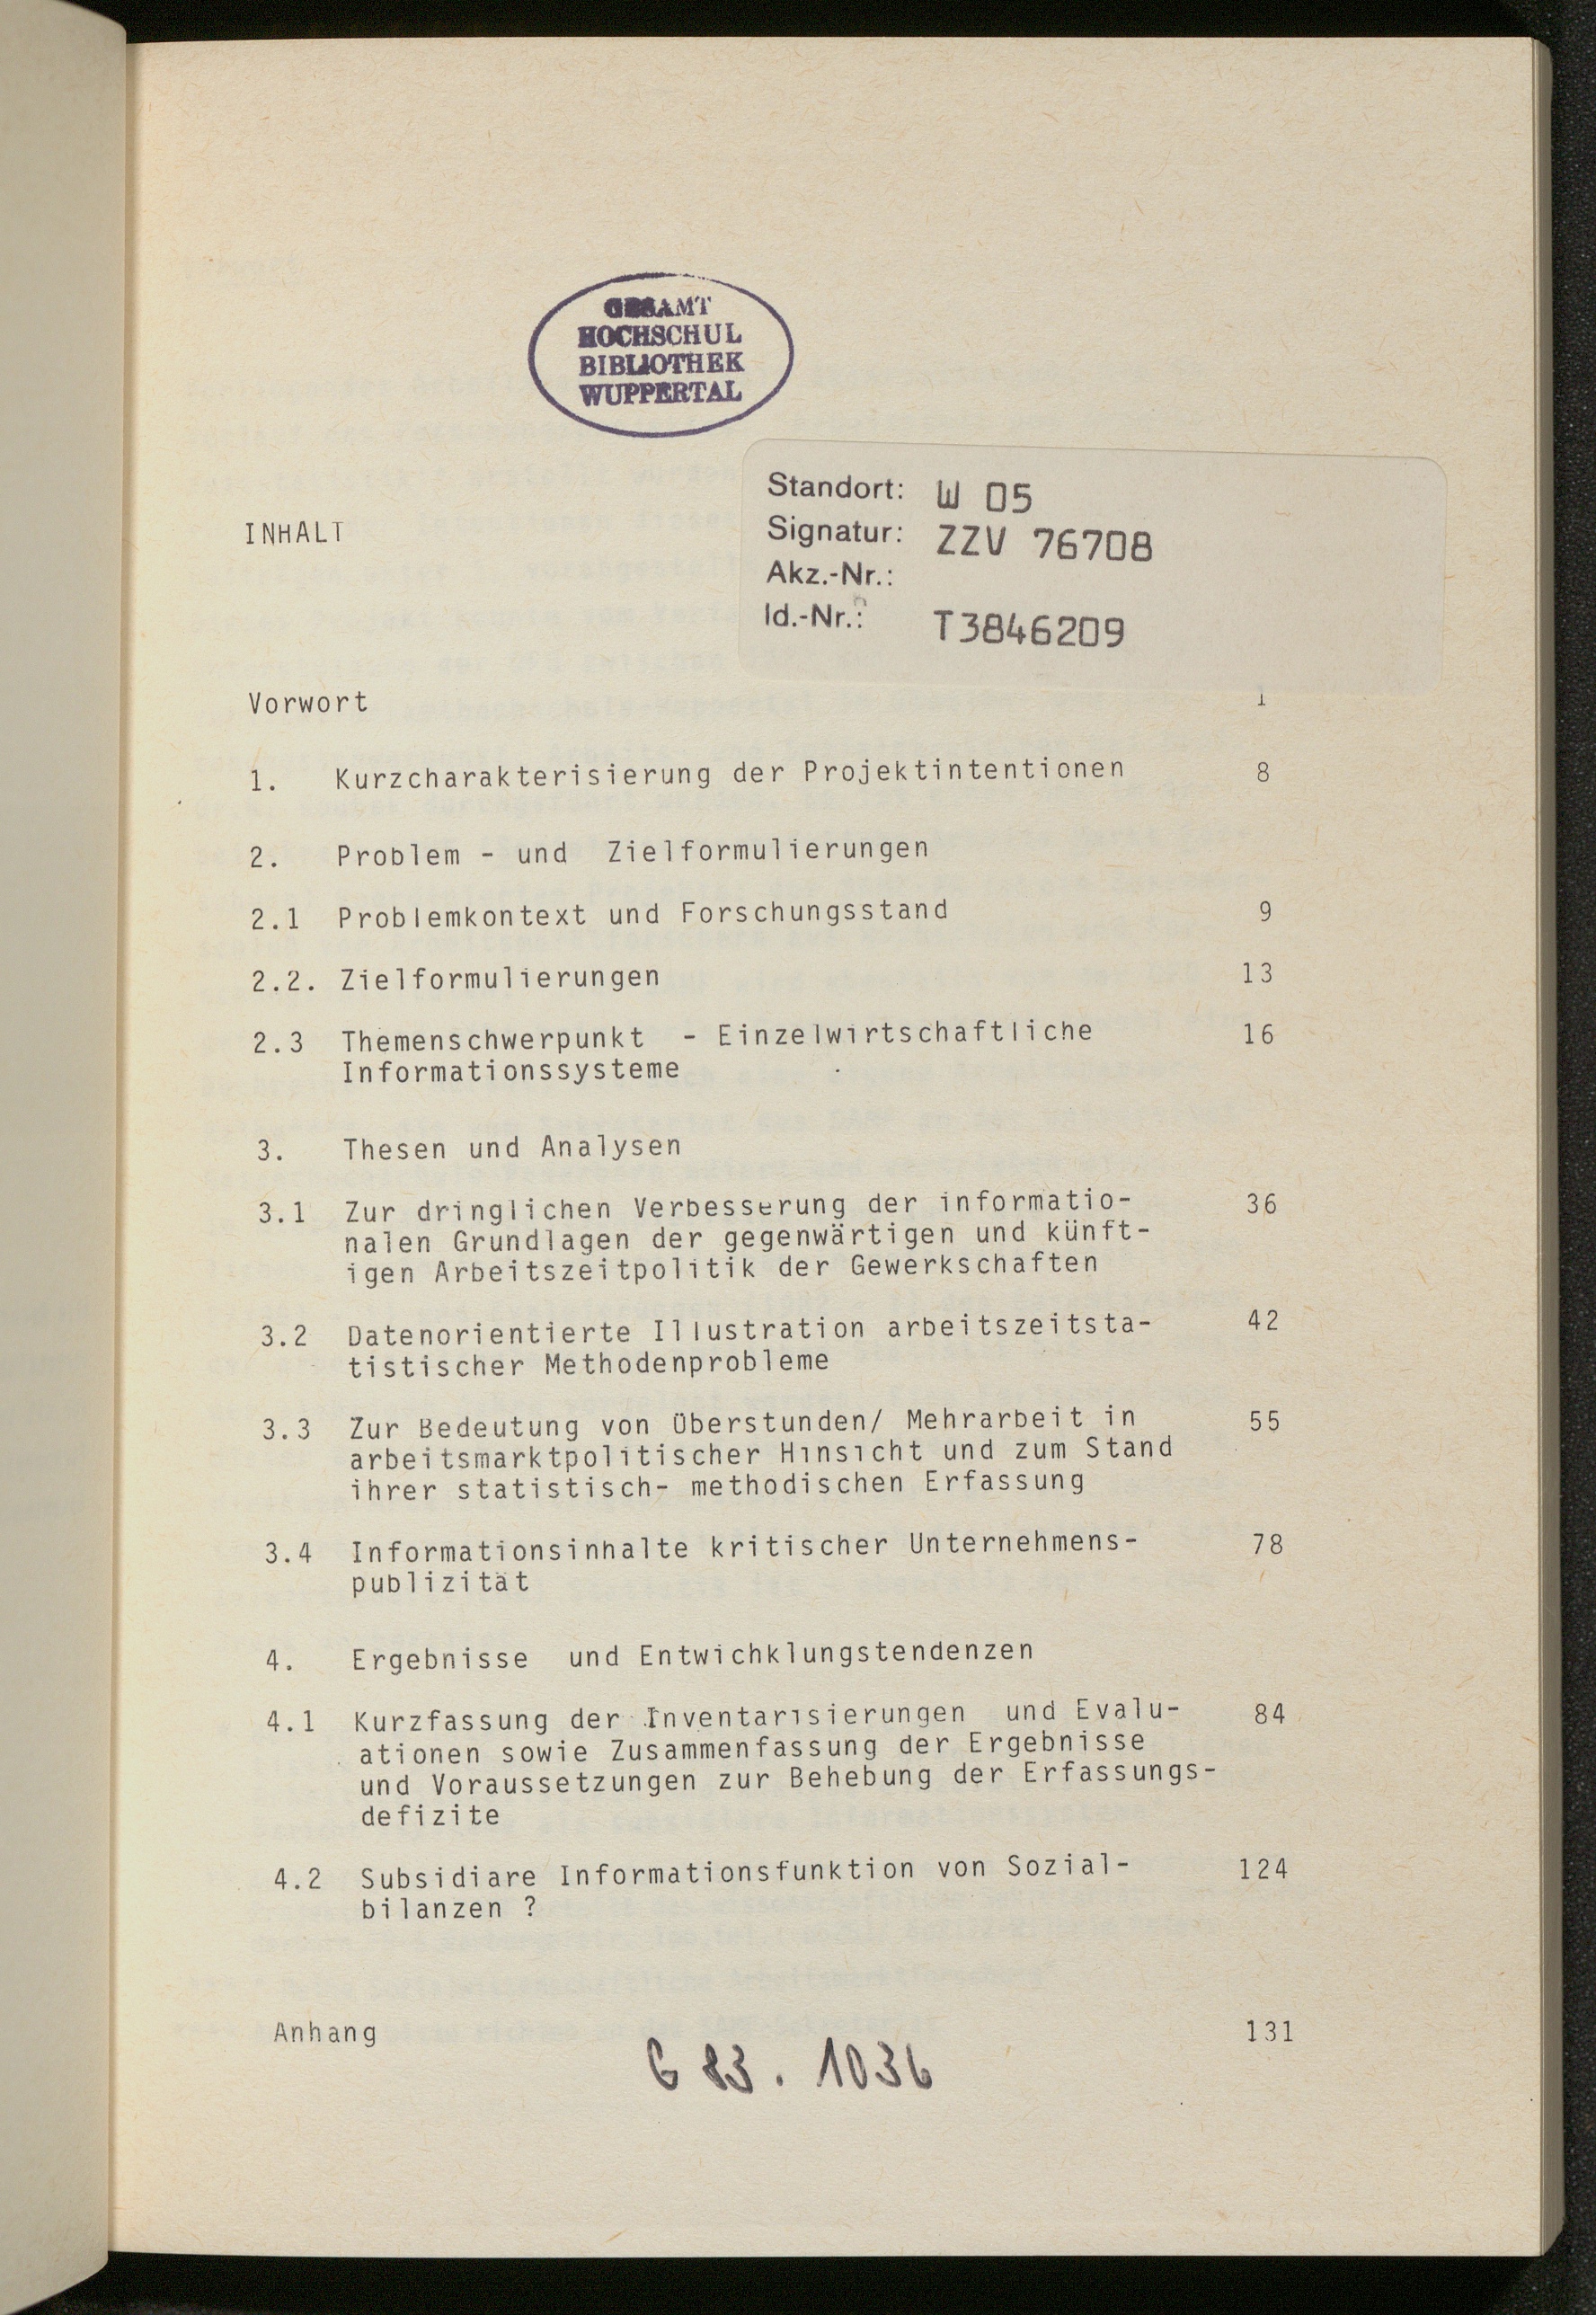 GESAMT
HOCHSCHUL
BIBLIOTHEK
WUPPERTAL
Standort: W 05
Signatur: ZZV 76708
Akz.-Nr.:
Id.-Nr.: T3846209
INHALT
Vorwort 1
1. Kurzcharakterisierung der Projektintentionen 8
2. Problem - und Zielformulierungen
2.1 Problemkontext und Forschungsstand 9
2.2. Zielformulierungen 13
2.3 Themenschwerpunkt - Einzelwirtschaftliche 16
Informationssysteme
3. Thesen und Analysen
3.1 Zur dringlichen Verbesserung der informatio- 36
nalen Grundlagen der gegenwärtigen und künft-
igen Arbeitszeitpolitik der Gewerkschaften
3.2 Datenorientierte Illustration arbeitszeitsta- 42
tistischer Methodenprobleme
3.3 Zur Bedeutung von Überstunden/ Mehrarbeit in 55
arbeitsmarktpolitischer Hinsicht und zum Stand
ihrer statistisch- methodischen Erfassung
3.4 Informationsinhalte kritischer Unternehmens- 78
publizität
4. Ergebnisse und Entwichklungstendenzen
4.1 Kurzfassung der Inventarisierungen und Evalu- 84
ationen sowie Zusammenfassung der Ergebnisse
und Voraussetzungen zur Behebung der Erfassungs-
defizite
4.2 Subsidiare Informationsfunktion von Sozial- 124
bilanzen ?
Anhang 131
G 83. 1036